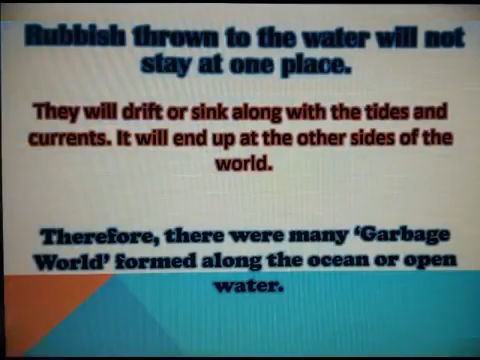 Rubbish thrown to the water will not
stay at one place.
They will drift or sink along with the tides and
currents. It will end up at the other sides of the
world.
Therefore, there were many ‘Garbage
World’ formed along the ocean or open
water.